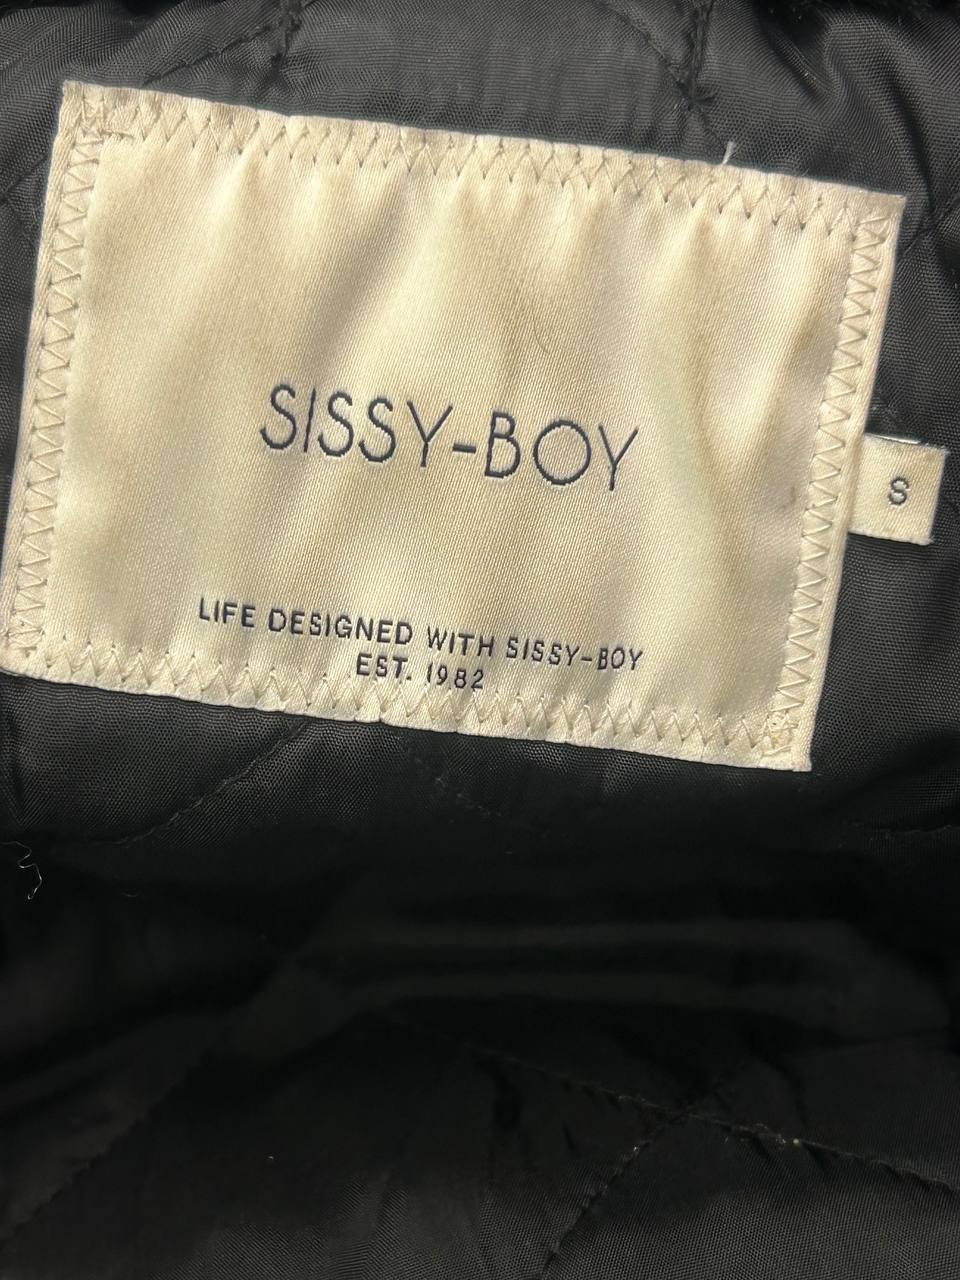 SISSY-BOY
S
LIFE DESIGNED WITH SISSY-BOY
EST. 1982